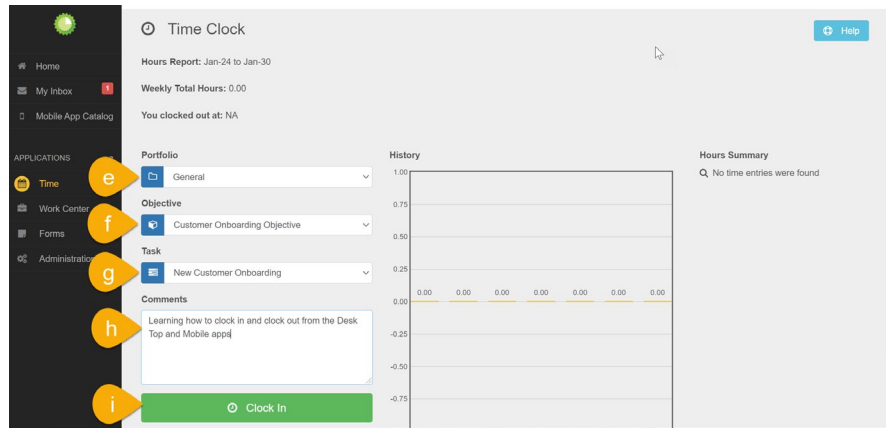 Time Clock
Help
Home
My Inbox
1
Mobile App Catalog
APPLICATIONS
Time
Work Center
Forms
Administration
Hours Report: Jan-24 to Jan-30
Weekly Total Hours: 0.00
You clocked out at: NA
Portfolio
e
General
Objective
f
Customer Onboarding Objective
Task
g
New Customer Onboarding
Comments
h
Learning how to clock in and clock out from the Desk
Top and Mobile apps
i
Clock In
History
1.00
0.75
0.50
0.25
0.00
-0.25
-0.50
-0.75
0.00 0.00 0.00 0.00 0.00 0.00 0.00
Hours Summary
No time entries were found